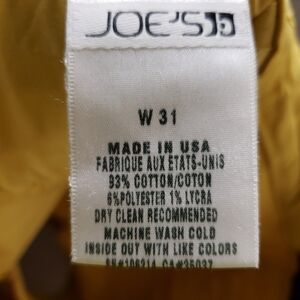 JOE'S
W 31
MADE IN USA
FABRIQUE AUX ETATS-UNIS
93% COTTON/COTON
6%POLYESTER 1% LYCRA
DRY CLEAN RECOMMENDED
MACHINE WASH COLD
INSIDE OUT WITH LIKE COLORS